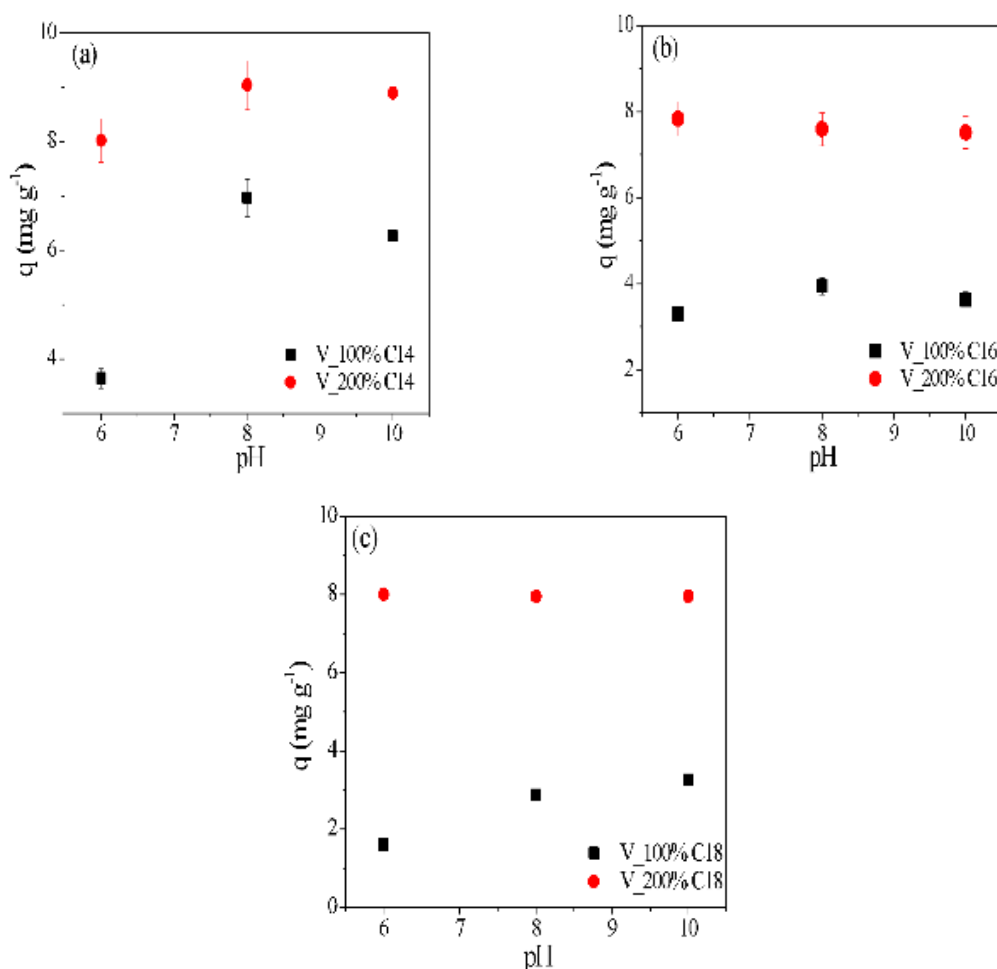 (a)
10
8
6
4
q (mg g⁻¹)
6 7 8 9 10
pH
V_100% C14
V_200% C14
(b)
10
8
6
4
2
q (mg g⁻¹)
6 7 8 9 10
pH
V_100% C16
V_200% C16
(c)
10
8
6
4
2
0
q (mg g⁻¹)
6 7 8 9 10
pH
V_100% C18
V_200% C18